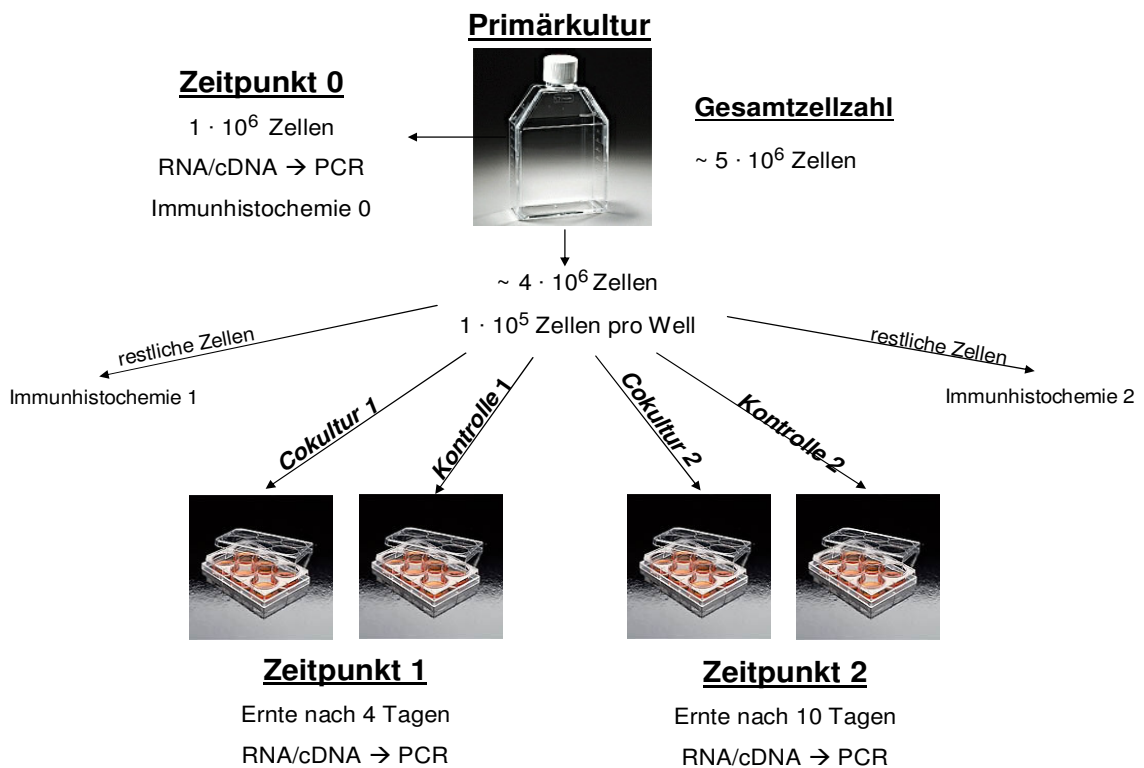 Primärkultur
Zeitpunkt 0
1 · 10⁶ Zellen
RNA/cDNA → PCR
Immunhistochemie 0
Gesamtzellzahl
~ 5 · 10⁶ Zellen
~ 4 · 10⁶ Zellen
1 · 10⁵ Zellen pro Well
restliche Zellen
restliche Zellen
Immunhistochemie 1
Immunhistochemie 2
Cokultur 1
Kontrolle 1
Cokultur 2
Kontrolle 2
Zeitpunkt 1
Ernte nach 4 Tagen
RNA/cDNA → PCR
Zeitpunkt 2
Ernte nach 10 Tagen
RNA/cDNA → PCR